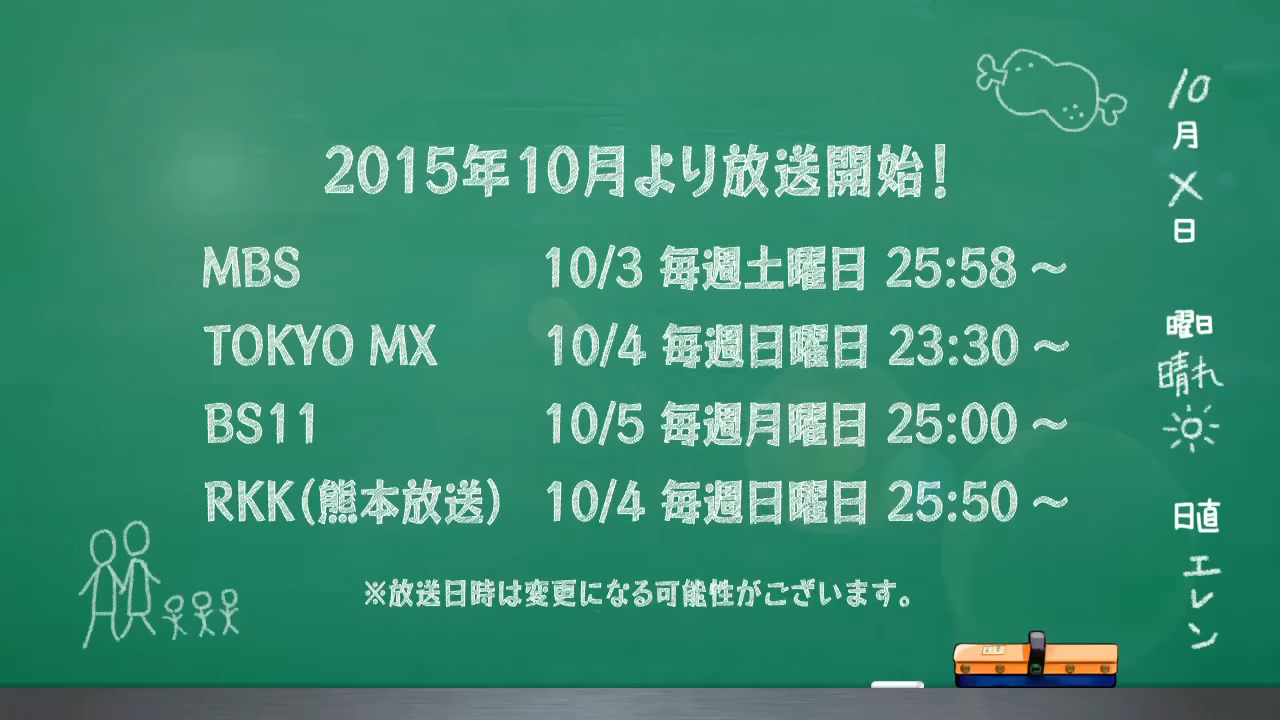 2015年10月より放送開始！
MBS 10/3 毎週土曜日 25:58～
TOKYO MX 10/4 毎週日曜日 23:30～
BS11 10/5 毎週月曜日 25:00～
RKK(熊本放送) 10/4 毎週日曜日 25:50～
※放送日時は変更になる可能性がございます。
10月
X日
曜日
晴れ
日直
エレン